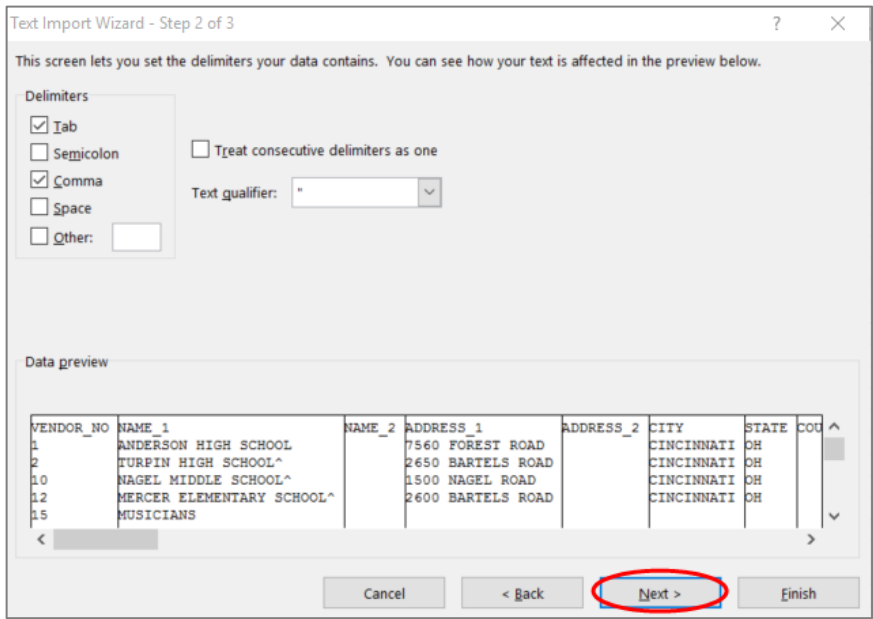 Text Import Wizard - Step 2 of 3 ?
This screen lets you set the delimiters your data contains. You can see how your text is affected in the preview below.
Delimiters
Tab
Semicolon
Comma
Space
Other:
Treat consecutive delimiters as one
Text qualifier: "
Data preview
VENDOR_NO NAME_1 NAME_2 ADDRESS_1 ADDRESS_2 CITY STATE COU
1 ANDERSON HIGH SCHOOL 7560 FOREST ROAD CINCINNATI OH
2 TURPIN HIGH SCHOOL^ 2650 BARTELS ROAD CINCINNATI OH
10 NAGEL MIDDLE SCHOOL^ 1500 NAGEL ROAD CINCINNATI OH
12 MERCER ELEMENTARY SCHOOL^ 2600 BARTELS ROAD CINCINNATI OH
15 MUSICIANS
Cancel < Back Next > Finish